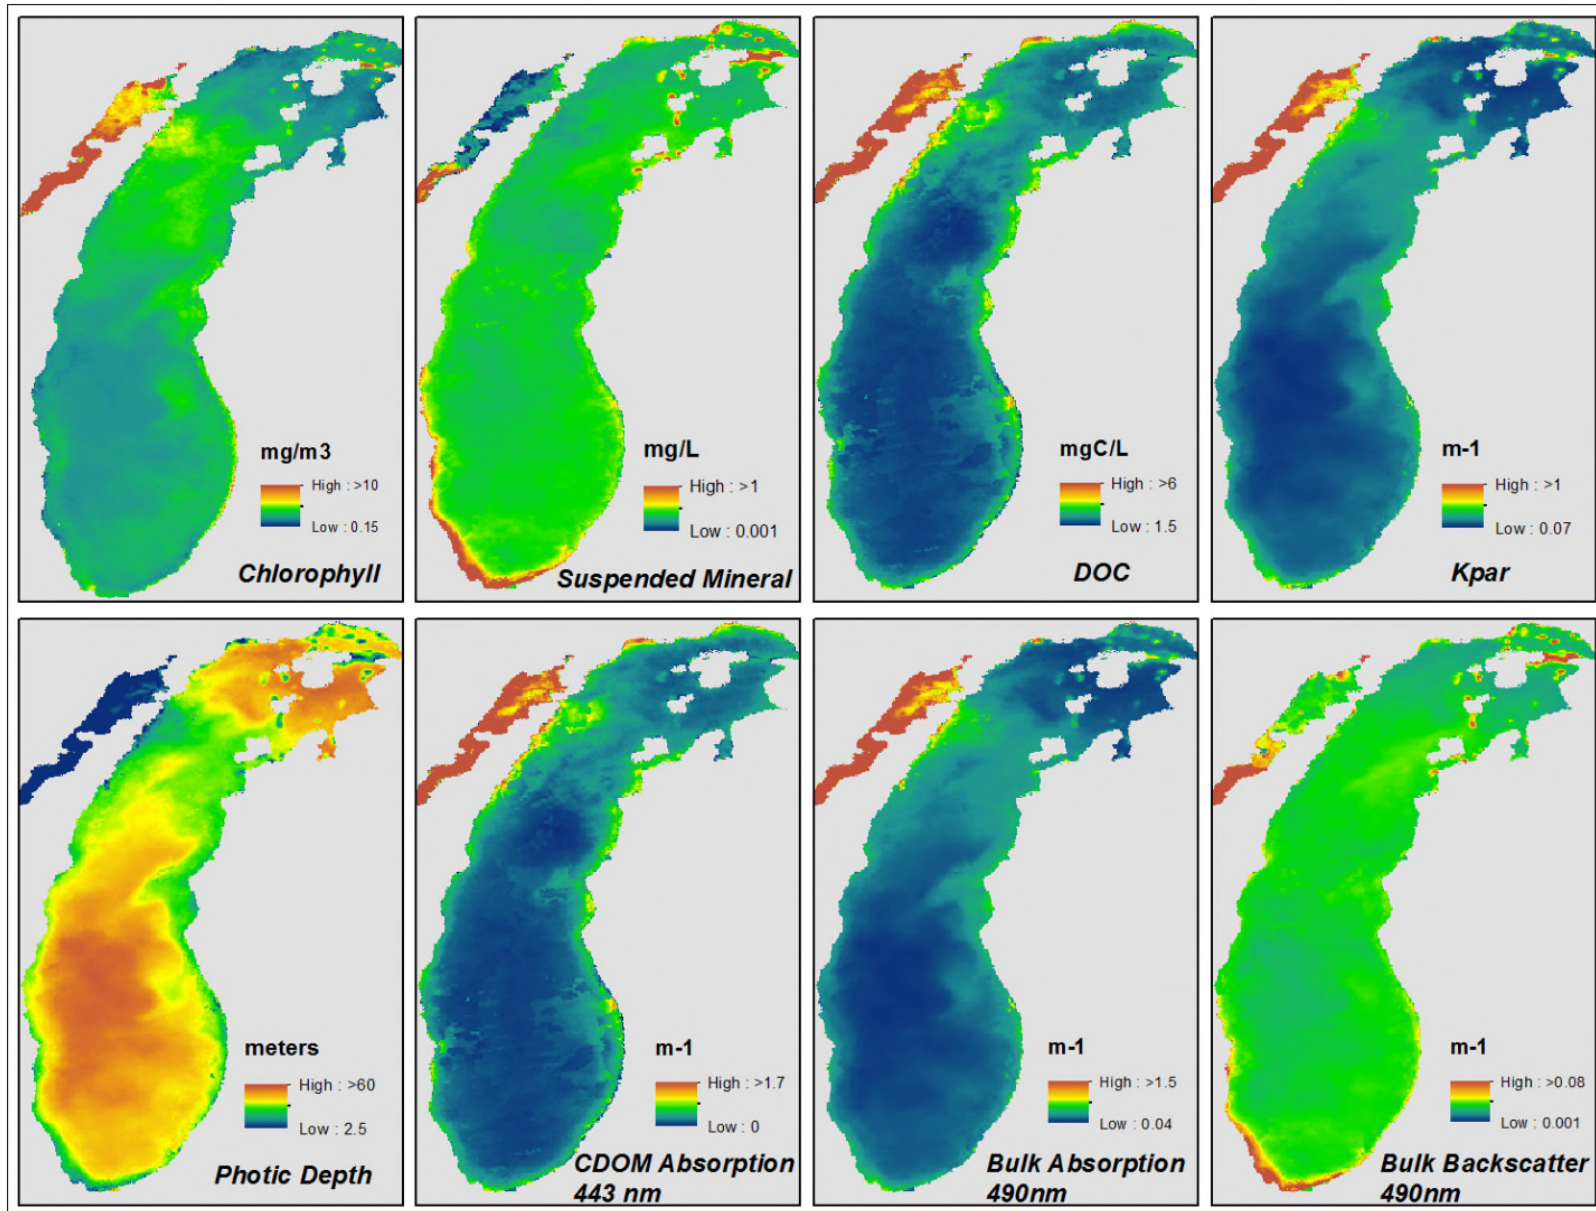 mg/m3
High : >10
Low : 0.15
Chlorophyll
mg/L
High : >1
Low : 0.001
Suspended Mineral
mgC/L
High : >6
Low : 1.5
DOC
m-1
High : >1
Low : 0.07
Kpar
meters
High : >60
Low : 2.5
Photic Depth
m-1
High : >1.7
Low : 0
CDOM Absorption
443 nm
m-1
High : >1.5
Low : 0.04
Bulk Absorption
490nm
m-1
High : >0.08
Low : 0.001
Bulk Backscatter
490nm